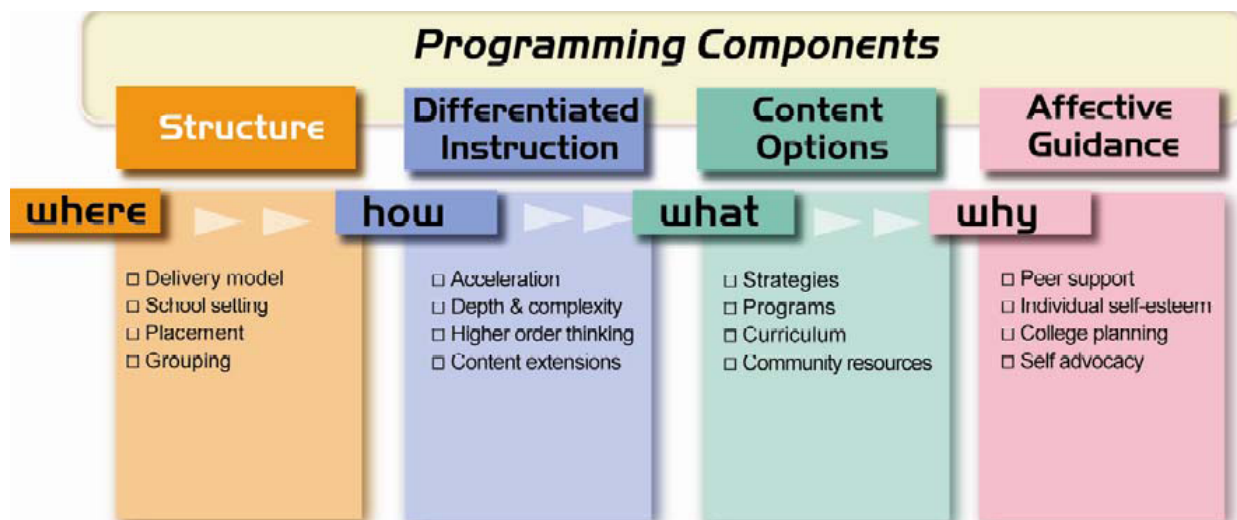 Programming Components
Structure
Differentiated
Instruction
Content
Options
Affective
Guidance
where
how
what
why
□ Delivery model
□ School setting
□ Placement
□ Grouping
□ Acceleration
□ Depth & complexity
□ Higher order thinking
□ Content extensions
□ Strategies
□ Programs
□ Curriculum
□ Community resources
□ Peer support
□ Individual self-esteem
□ College planning
□ Self advocacy